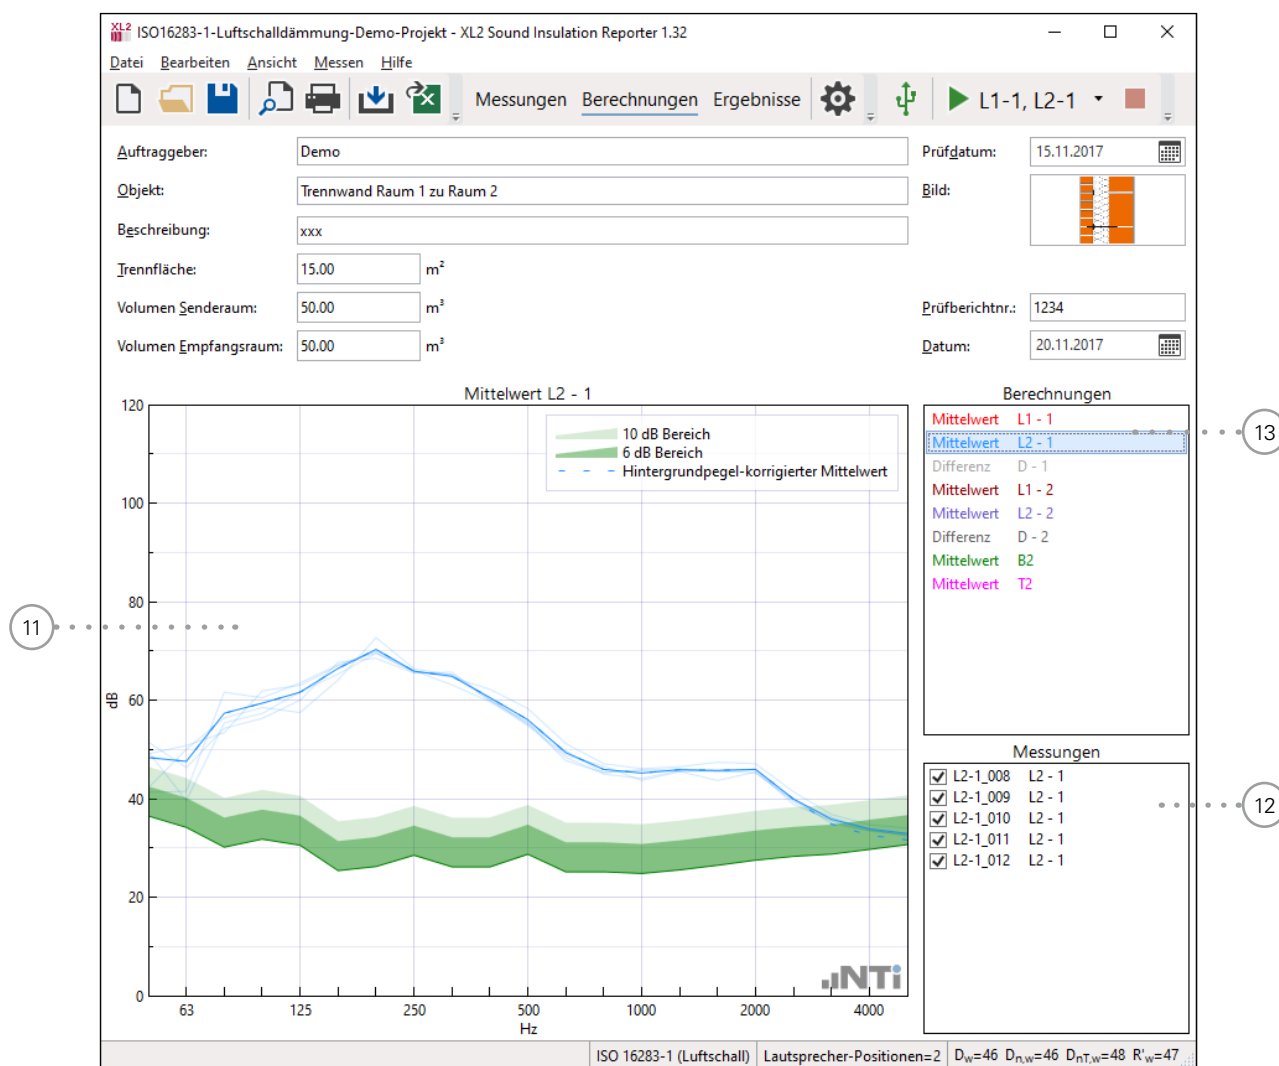 XL2 ISO16283-1-Luftschalldämmung-Demo-Projekt - XL2 Sound Insulation Reporter 1.32
Datei Bearbeiten Ansicht Messen Hilfe
Messungen Berechnungen Ergebnisse L1-1, L2-1
Auftraggeber: Demo Prüfdatum: 15.11.2017
Objekt: Trennwand Raum 1 zu Raum 2 Bild:
Beschreibung: xxx
Trennfläche: 15.00 m²
Volumen Senderaum: 50.00 m³ Prüfberichtnr.: 1234
Volumen Empfangsraum: 50.00 m³ Datum: 20.11.2017
Mittelwert L2 - 1
120
100
80
60
40
20
0
dB
10 dB Bereich
6 dB Bereich
Hintergrundpegel-korrigierter Mittelwert
NTi
63 125 250 500 1000 2000 4000
Hz
11
Berechnungen
Mittelwert L1 - 1
Mittelwert L2 - 1
Differenz D - 1
Mittelwert L1 - 2
Mittelwert L2 - 2
Differenz D - 2
Mittelwert B2
Mittelwert T2
13
Messungen
L2-1_008 L2 - 1
L2-1_009 L2 - 1
L2-1_010 L2 - 1
L2-1_011 L2 - 1
L2-1_012 L2 - 1
12
ISO 16283-1 (Luftschall) Lautsprecher-Positionen=2 Dw=46 Dn,w=46 DnT,w=48 R'w=47